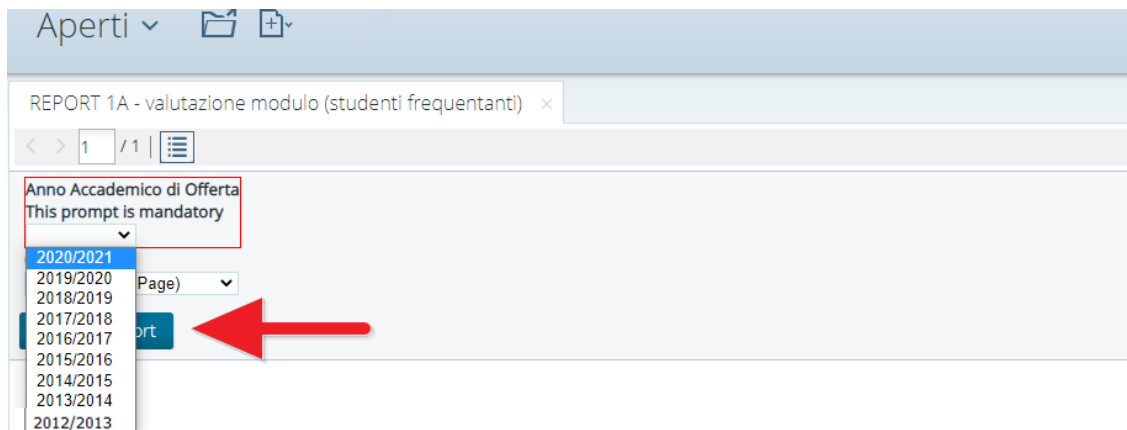 Aperti
REPORT 1A - valutazione modulo (studenti frequentanti) ×
< > 1 / 1
Anno Accademico di Offerta
This prompt is mandatory
2020/2021
2019/2020
Page)
2018/2019
2017/2018
2016/2017
2015/2016
2014/2015
2013/2014
2012/2013